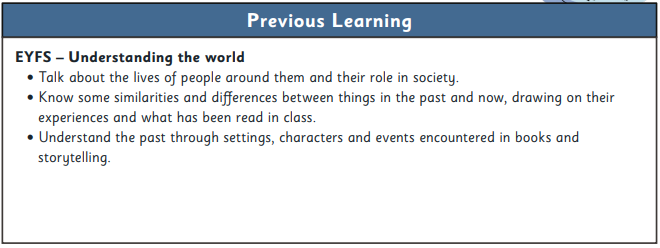 Previous Learning
EYFS – Understanding the world
• Talk about the lives of people around them and their role in society.
• Know some similarities and differences between things in the past and now, drawing on their
experiences and what has been read in class.
• Understand the past through settings, characters and events encountered in books and
storytelling.